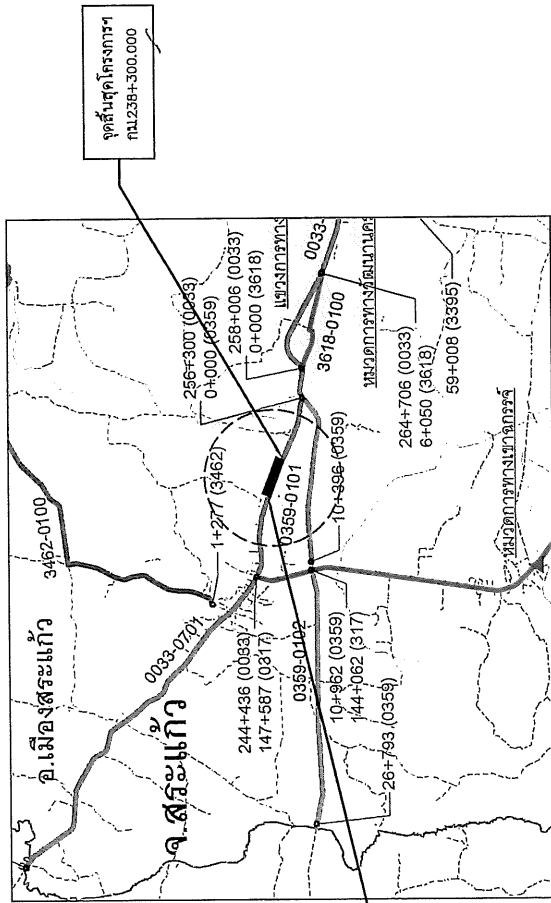 จุดสิ้นสุดโครงการฯ
กม.1238+300.000
3462-0100
อ.เมืองสระแก้ว
จ.สระแก้ว
0033-0701
1+277 (3462)
256+300 (0033)
0+000 (0359)
258+006 (0033)
0+000 (3618)
แขวงการทาง
0033-
3618-0100
หมวดการทางวัฒนานคร
264+706 (0033)
6+050 (3618)
59+008 (3395)
0359-0101
10+396 (0359)
244+436 (0033)
147+587 (0317)
0359-0102
10+962 (0359)
144+062 (317)
26+793 (0359)
หมวดการทางเขาฉกรรจ์